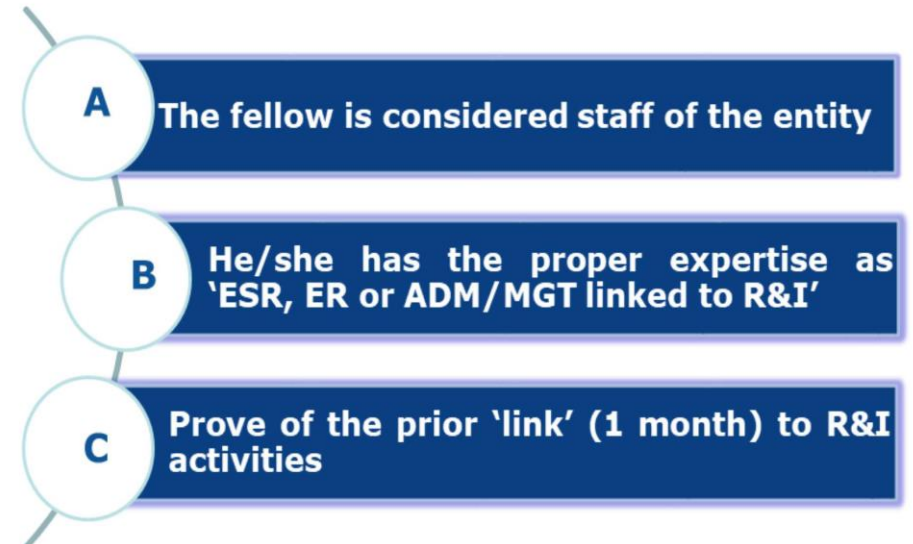 A
The fellow is considered staff of the entity
B
He/she has the proper expertise as
‘ESR, ER or ADM/MGT linked to R&I’
C
Prove of the prior ‘link’ (1 month) to R&I
activities